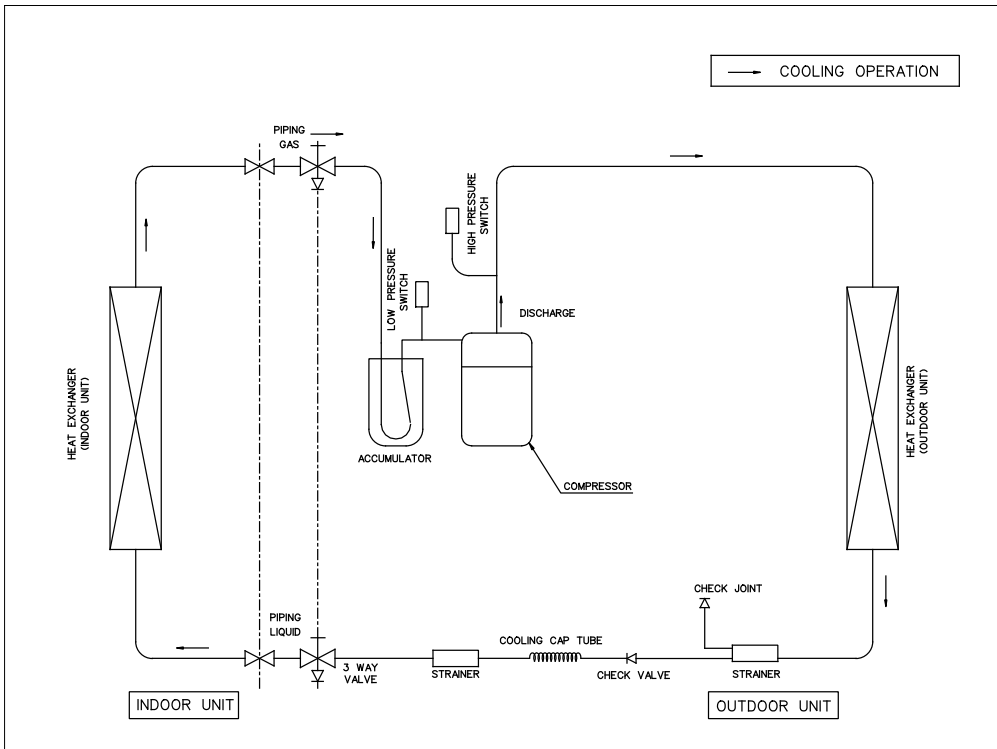 COOLING OPERATION
PIPING
GAS
HIGH PRESSURE
SWITCH
LOW PRESSURE
SWITCH
DISCHARGE
HEAT EXCHANGER
(INDOOR UNIT)
HEAT EXCHANGER
(OUTDOOR UNIT)
ACCUMULATOR
COMPRESSOR
CHECK JOINT
PIPING
LIQUID
COOLING CAP TUBE
3 WAY
VALVE
STRAINER
CHECK VALVE
STRAINER
INDOOR UNIT
OUTDOOR UNIT